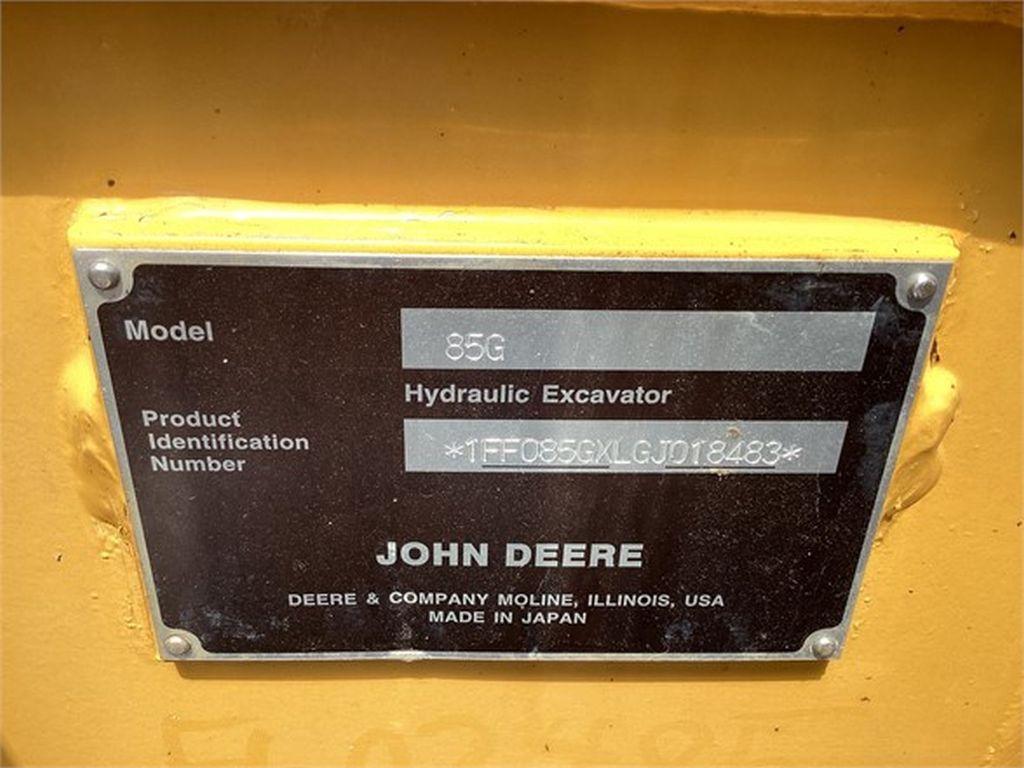 Model
85G
Hydraulic Excavator
Product
Identification
Number
*1FF085GXLGJ018483*
JOHN DEERE
DEERE & COMPANY MOLINE, ILLINOIS, USA
MADE IN JAPAN